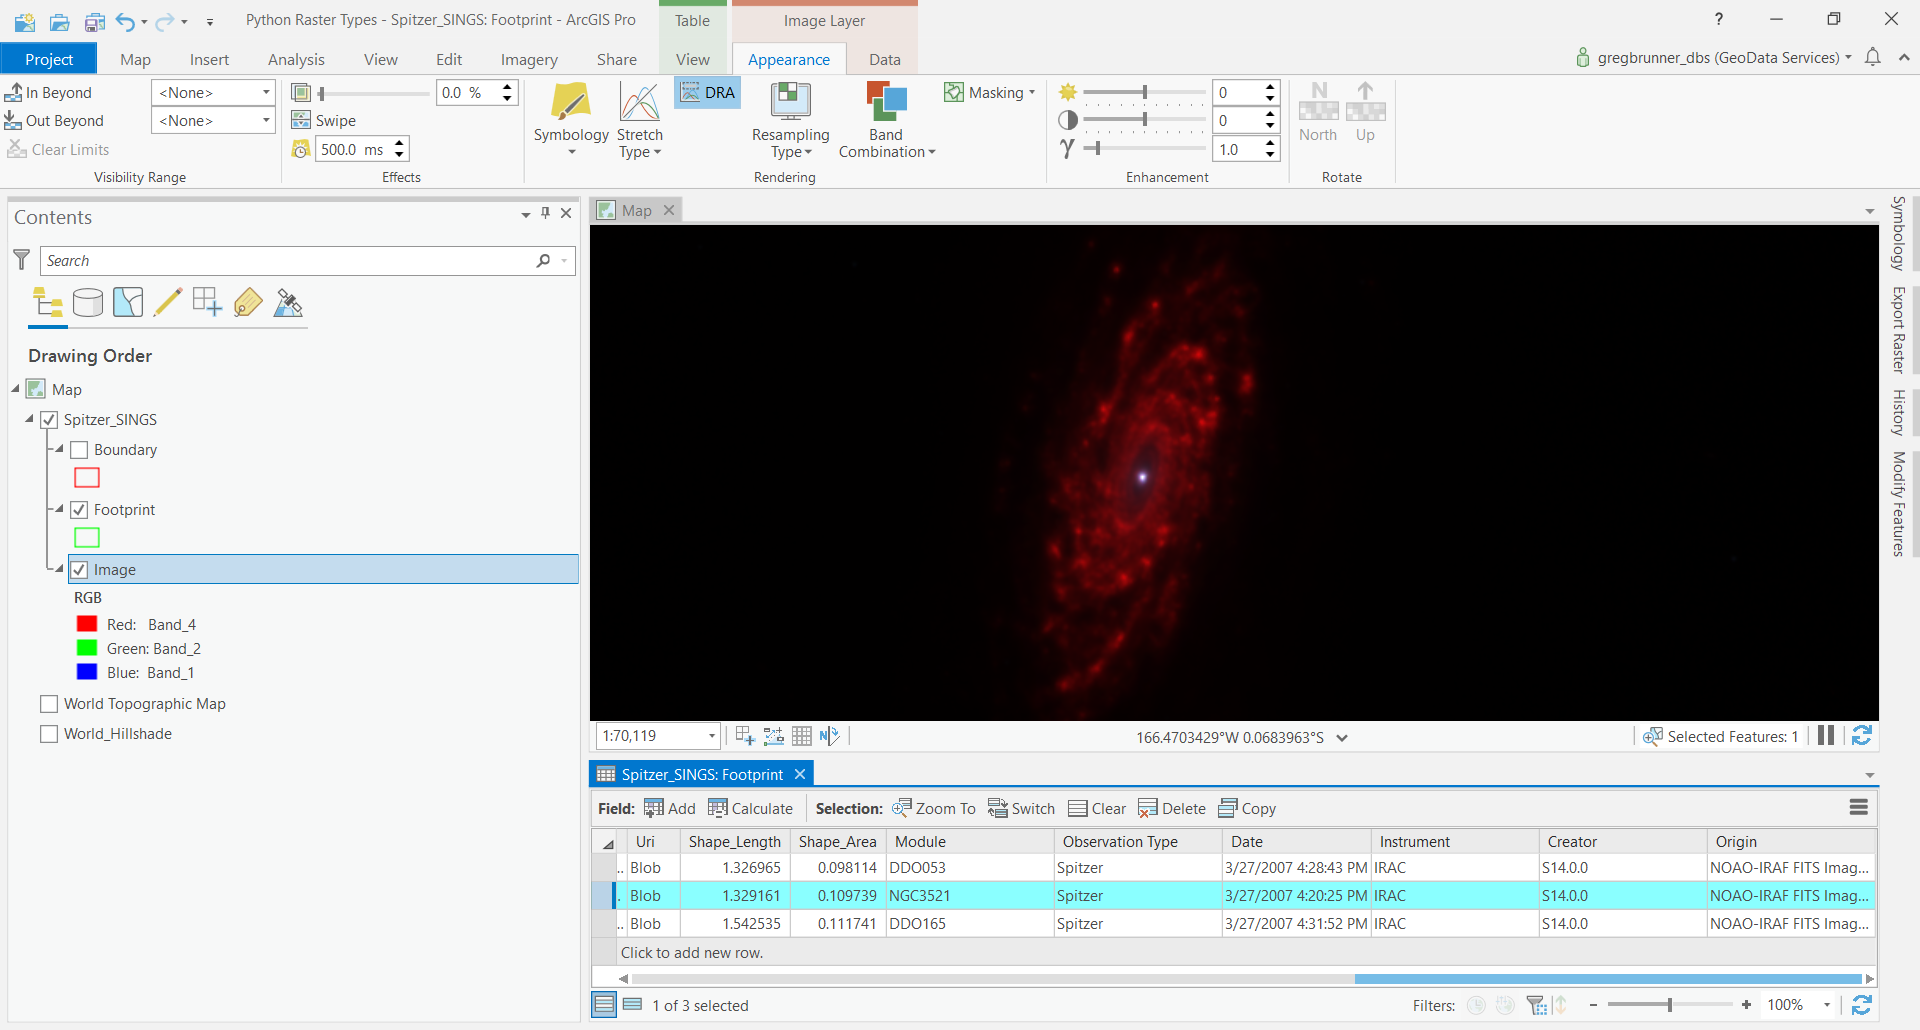 Python Raster Types - Spitzer_SINGS: Footprint - ArcGIS Pro
Table
Image Layer
?
Project
Map
Insert
Analysis
View
Edit
Imagery
Share
View
Appearance
Data
gregbrunner_dbs (GeoData Services)
In Beyond
<None>
Out Beyond
<None>
Clear Limits
Visibility Range
0.0 %
Swipe
500.0 ms
Effects
Symbology
Stretch
Type
DRA
Resampling
Type
Band
Combination
Masking
Rendering
0
0
γ
1.0
Enhancement
N
North
Up
Rotate
Contents
Search
Drawing Order
Map
Spitzer_SINGS
Boundary
Footprint
Image
RGB
Red: Band_4
Green: Band_2
Blue: Band_1
World Topographic Map
World_Hillshade
Map
Symbology
Export Raster
History
Modify Features
1:70,119
N
166.4703429°W 0.0683963°S
Selected Features: 1
Spitzer_SINGS: Footprint
Field: Add Calculate Selection: Zoom To Switch Clear Delete Copy
Uri Shape_Length Shape_Area Module Observation Type Date Instrument Creator Origin
.. Blob 1.326965 0.098114 DDO053 Spitzer 3/27/2007 4:28:43 PM IRAC S14.0.0 NOAO-IRAF FITS Imag...
. Blob 1.329161 0.109739 NGC3521 Spitzer 3/27/2007 4:20:25 PM IRAC S14.0.0 NOAO-IRAF FITS Imag...
.. Blob 1.542535 0.111741 DDO165 Spitzer 3/27/2007 4:31:52 PM IRAC S14.0.0 NOAO-IRAF FITS Imag...
Click to add new row.
1 of 3 selected
Filters:
- + 100%